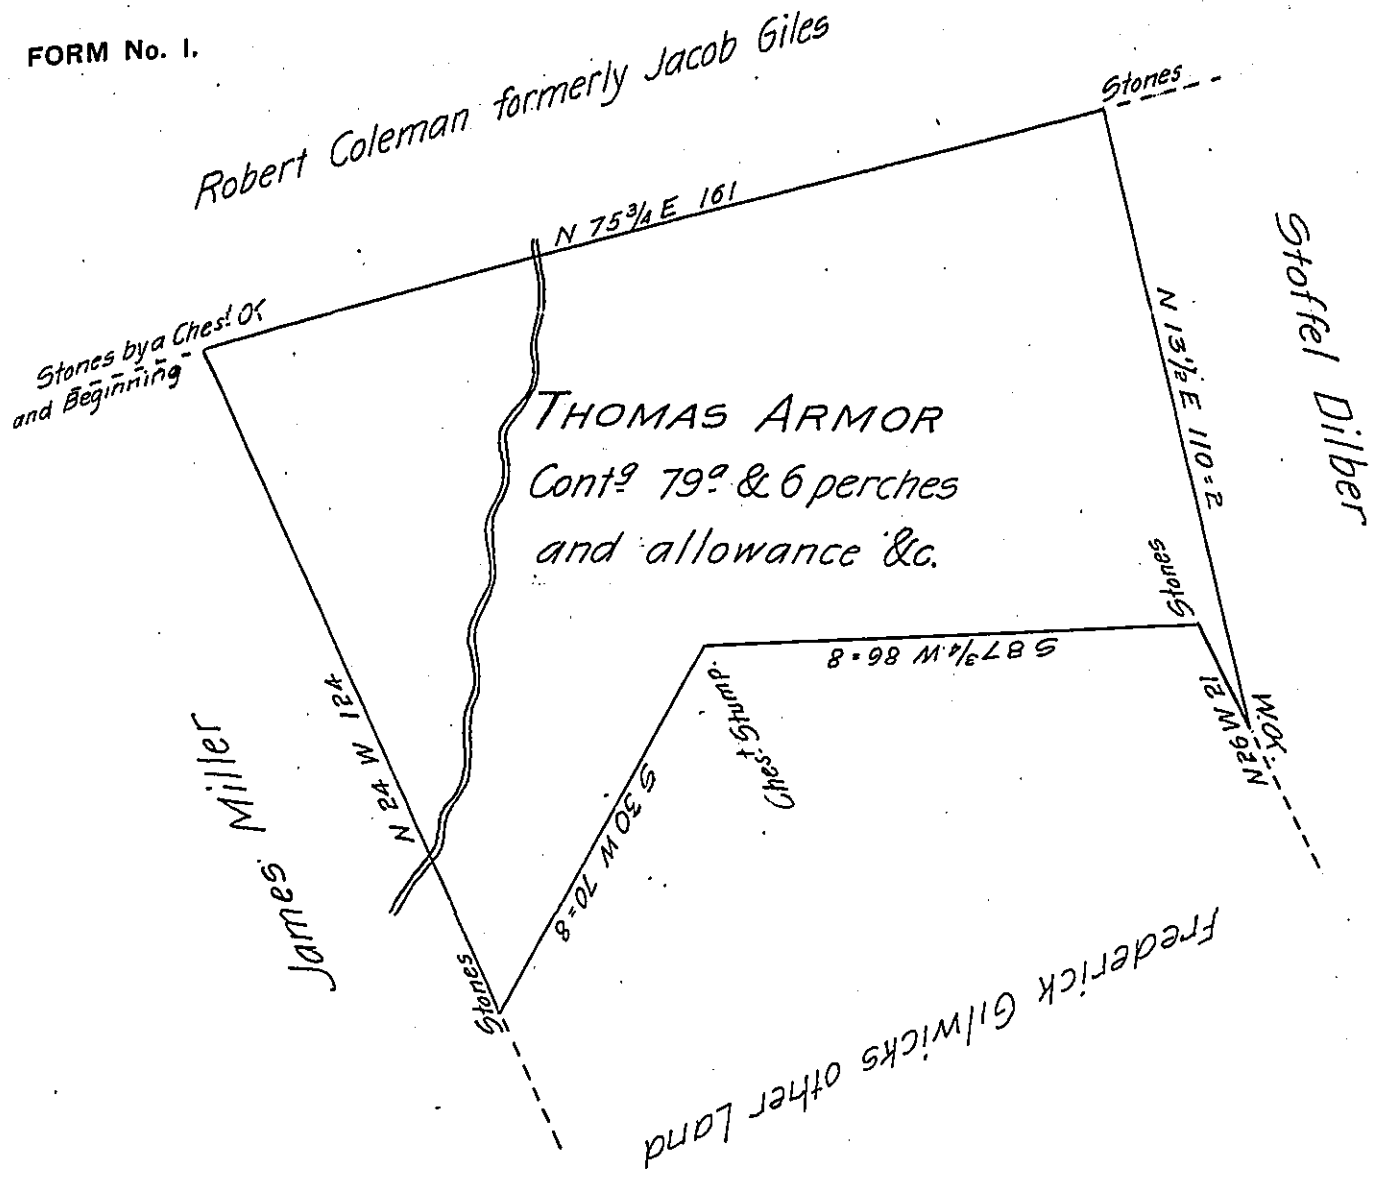 FORM No. 1.
Robert Coleman formerly Jacob Giles
Stones
N 75¾ E 161
Stones by a Chest. O<
and Beginning
Stoffel Dilber
N 13½ E 110=2
THOMAS ARMOR
Contg 79a & 6 perches
and allowance &c.
Stones
S 87¾ W 86=8
Chest. Stump.
N 26 W 21
W.O<.
N 24 W 124
James Miller
S 30 W 70=8
Stones
Frederick Gilwicks other Land